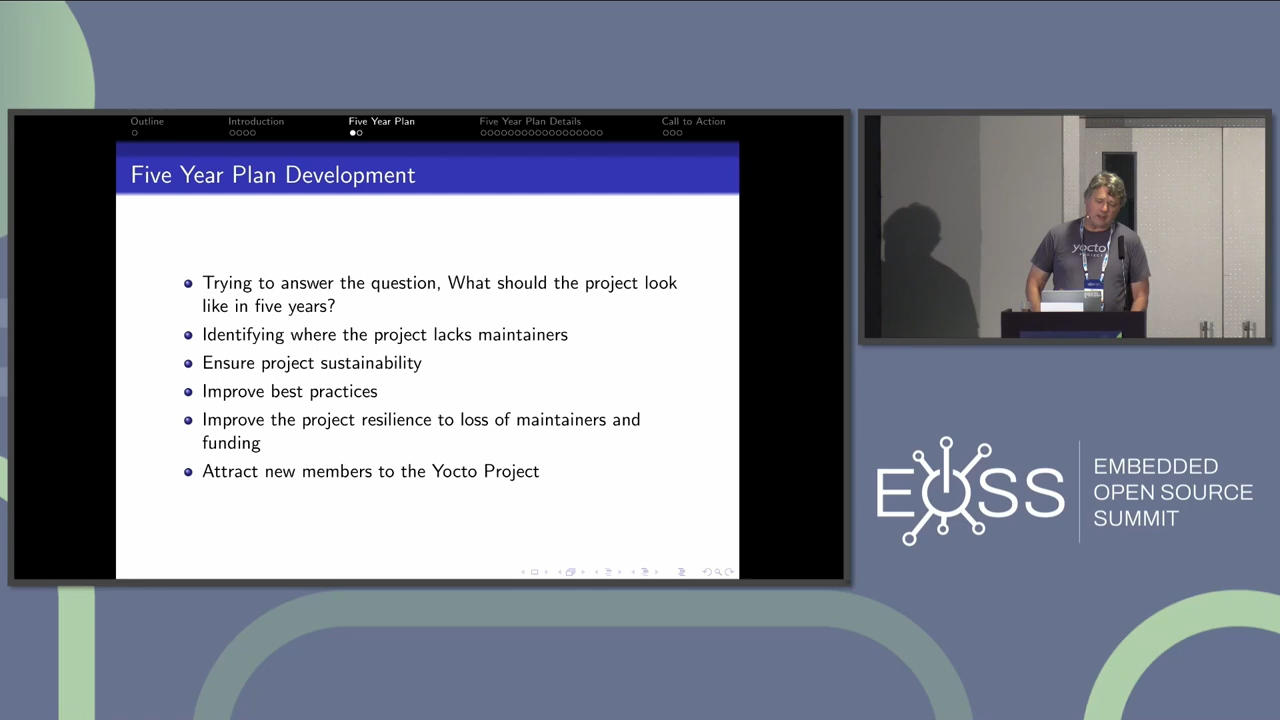 Outline
Introduction
Five Year Plan
Five Year Plan Details
Call to Action
Five Year Plan Development
Trying to answer the question, What should the project look
like in five years?
Identifying where the project lacks maintainers
Ensure project sustainability
Improve best practices
Improve the project resilience to loss of maintainers and
funding
Attract new members to the Yocto Project
yocto
PROJECT
EOSS
EMBEDDED
OPEN SOURCE
SUMMIT